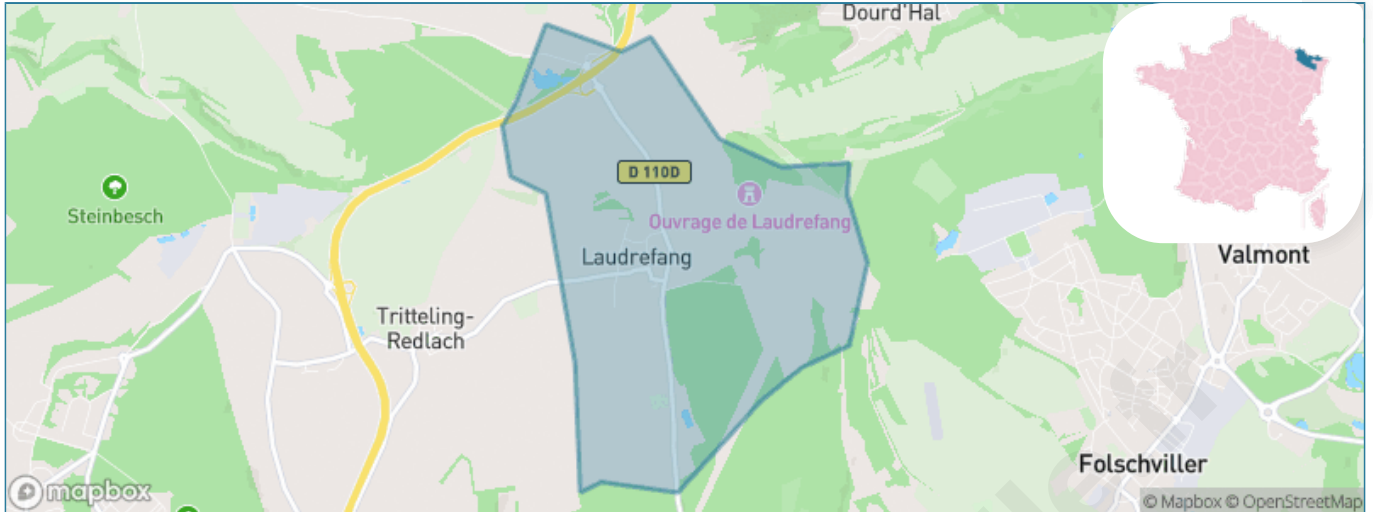 Dourd'Hal
D 110D
Steinbesch
Ouvrage de Laudrefang
Laudrefang
Valmont
Tritteling-
Redlach
Folschviller
mapbox
© Mapbox © OpenStreetMap